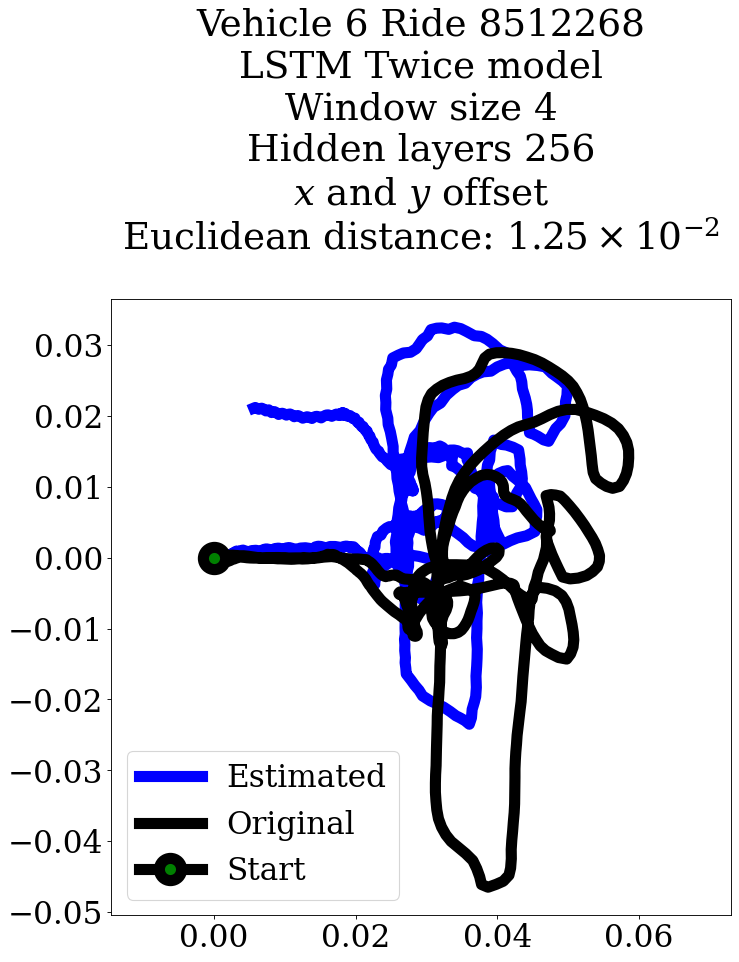 Vehicle 6 Ride 8512268
LSTM Twice model
Window size 4
Hidden layers 256
x and y offset
Euclidean distance: 1.25 × 10⁻²
0.03
0.02
0.01
0.00
−0.01
−0.02
−0.03
−0.04
−0.05
Estimated
Original
Start
0.00 0.02 0.04 0.06